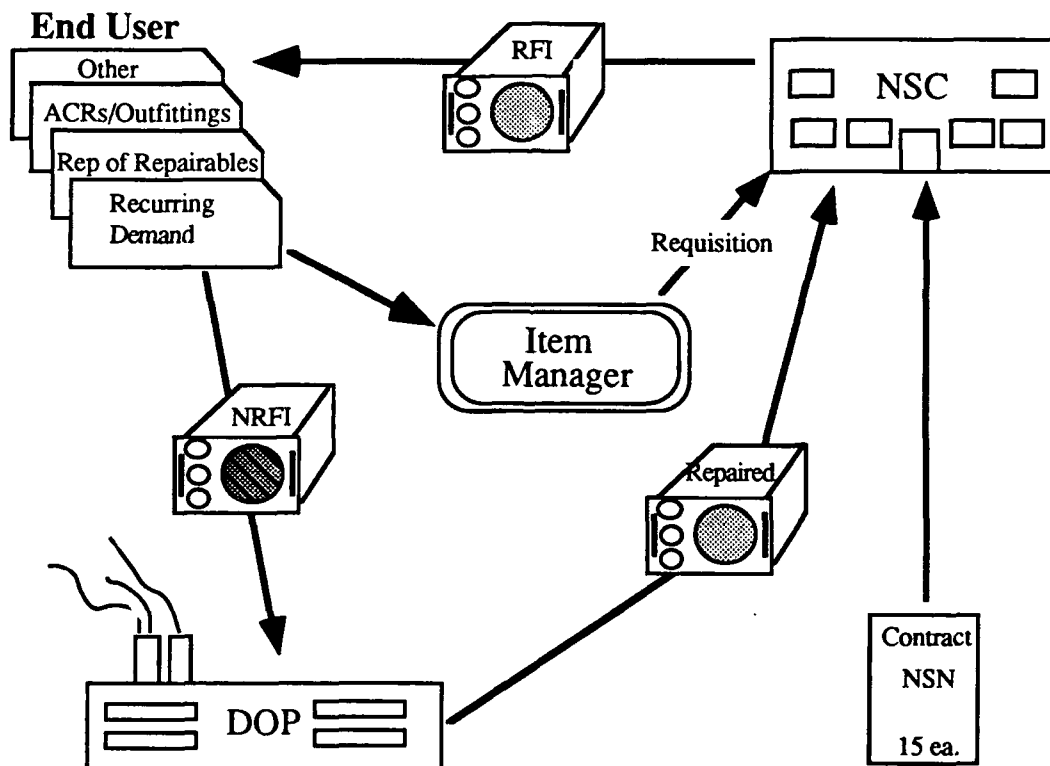 End User
Other
ACRs/Outfittings
Rep of Repairables
Recurring
Demand
RFI
NSC
Requisition
Item
Manager
NRFI
Repaired
DOP
Contract
NSN
15 ea.